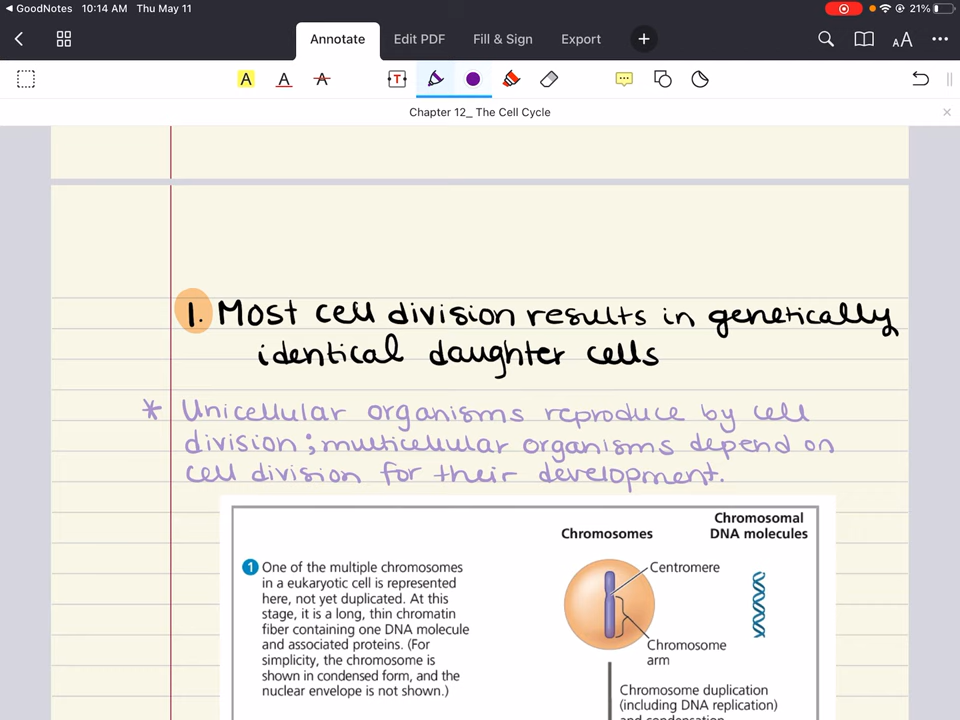 GoodNotes 10:14 AM Thu May 11 21%
Annotate Edit PDF Fill & Sign Export
Chapter 12_ The Cell Cycle
1. Most cell division results in genetically
identical daughter cells
* Unicellular organisms reproduce by cell
division; multicellular organisms depend on
cell division for their development.
Chromosomes
Chromosomal
DNA molecules
1 One of the multiple chromosomes
in a eukaryotic cell is represented
here, not yet duplicated. At this
stage, it is a long, thin chromatin
fiber containing one DNA molecule
and associated proteins. (For
simplicity, the chromosome is
shown in condensed form, and the
nuclear envelope is not shown.)
Centromere
Chromosome
arm
Chromosome duplication
(including DNA replication)
and condensation